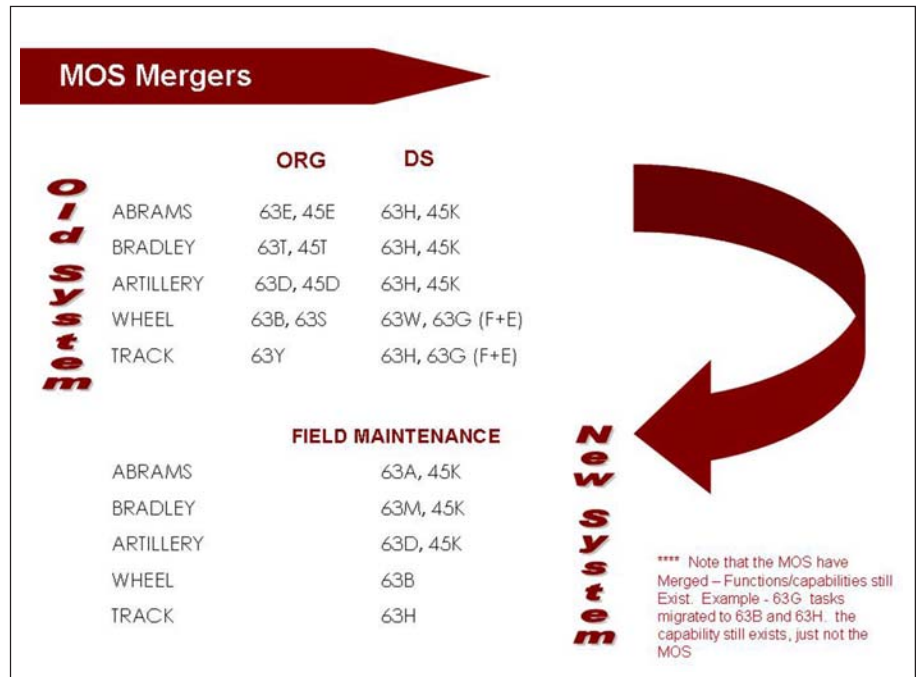 MOS Mergers
ORG DS
Old System
ABRAMS 63E, 45E 63H, 45K
BRADLEY 63T, 45T 63H, 45K
ARTILLERY 63D, 45D 63H, 45K
WHEEL 63B, 63S 63W, 63G (F+E)
TRACK 63Y 63H, 63G (F+E)
FIELD MAINTENANCE
New System
ABRAMS 63A, 45K
BRADLEY 63M, 45K
ARTILLERY 63D, 45K
WHEEL 63B
TRACK 63H
**** Note that the MOS have
Merged – Functions/capabilities still
Exist. Example - 63G tasks
migrated to 63B and 63H. the
capability still exists, just not the
MOS